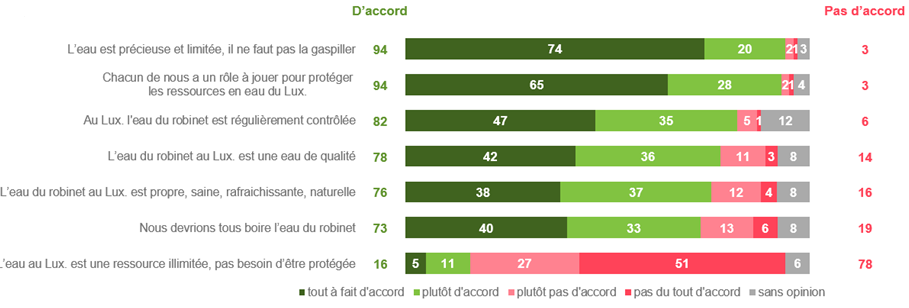 D'accord Pas d'accord
L'eau est précieuse et limitée, il ne faut pas la gaspiller 94 74 20 2 1 3 3
Chacun de nous a un rôle à jouer pour protéger
les ressources en eau du Lux. 94 65 28 2 1 4 3
Au Lux. l'eau du robinet est régulièrement contrôlée 82 47 35 5 1 12 6
L'eau du robinet au Lux. est une eau de qualité 78 42 36 11 3 8 14
L'eau du robinet au Lux. est propre, saine, rafraichissante, naturelle 76 38 37 12 4 8 16
Nous devrions tous boire l'eau du robinet 73 40 33 13 6 8 19
L'eau au Lux. est une ressource illimitée, pas besoin d'être protégée 16 5 11 27 51 6 78
tout à fait d'accord plutôt d'accord plutôt pas d'accord pas du tout d'accord sans opinion